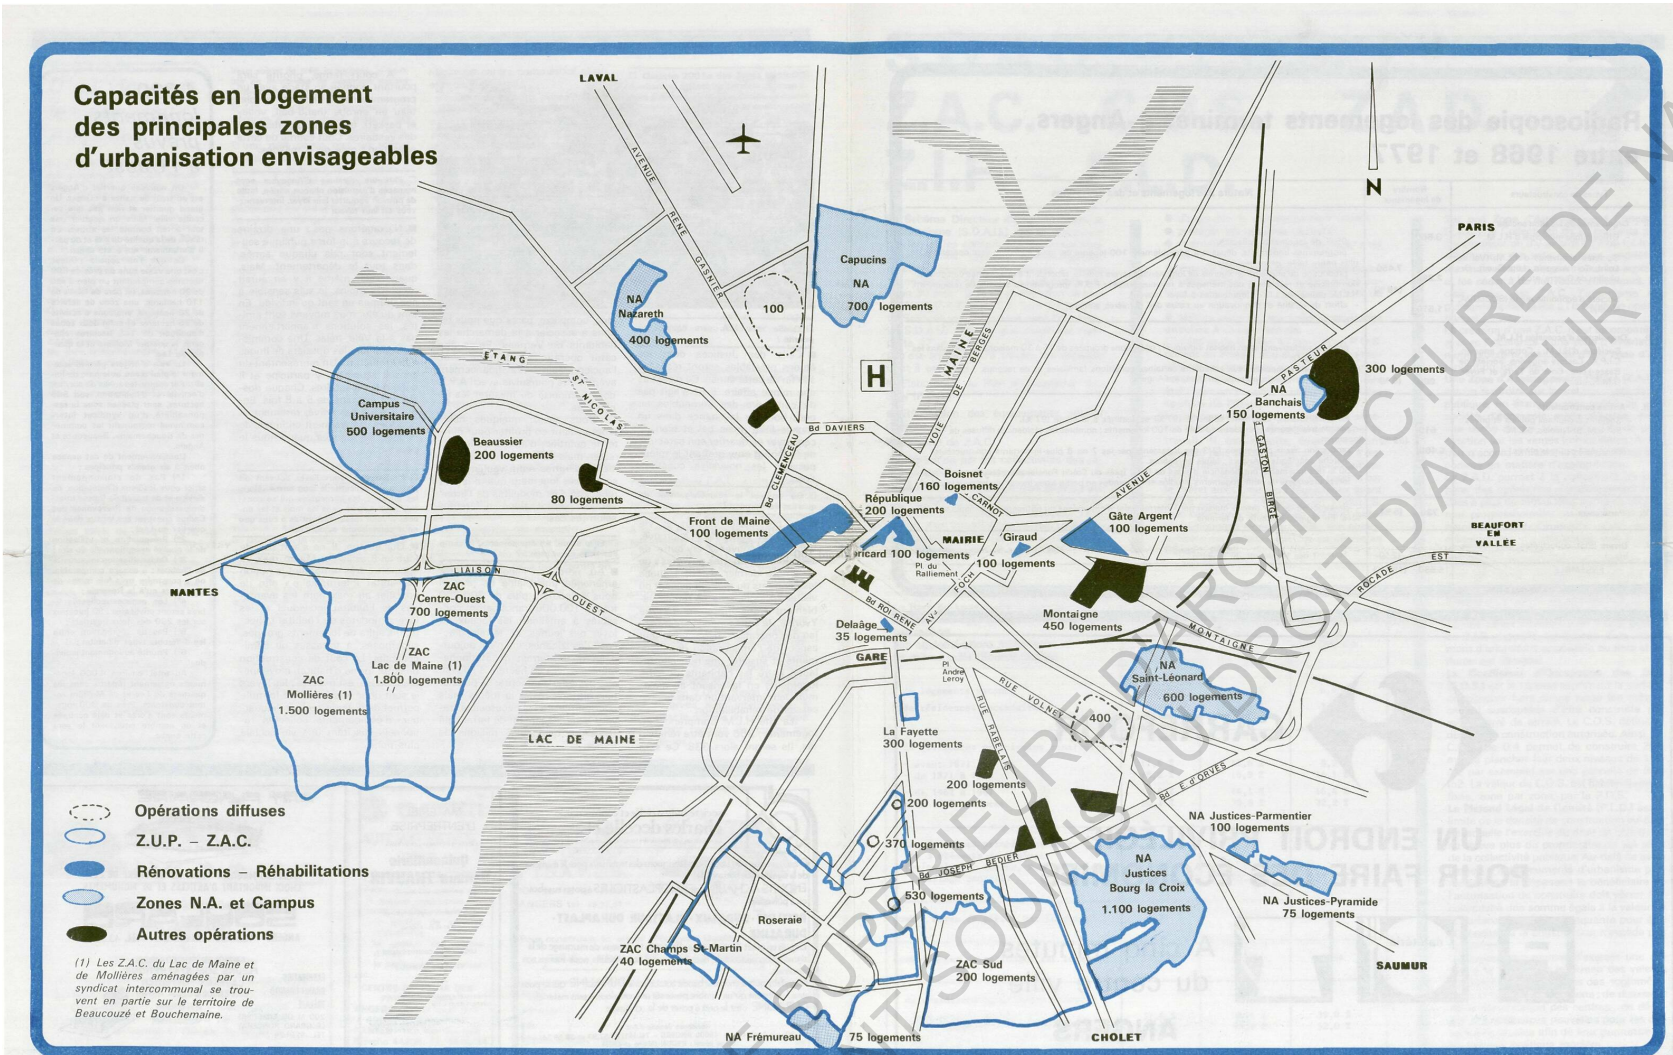 Capacités en logement
des principales zones
d'urbanisation envisageables
LAVAL
AVENUE RENÉ GASNIER
N
PARIS
Capucins
NA
700 logements
NA
Nazareth
400 logements
100
MAINE
VOIE DE BERGES
H
ETANG ST NICOLAS
PASTEUR
300 logements
NA
Banchais
150 logements
Campus
Universitaire
500 logements
Beaussier
200 logements
80 logements
Bd DAVIERS
Bd CLEMENCEAU
Boisnet
160 logements
CARNOT
AVENUE
GASTON BIRGÉ
République
200 logements
Front de Maine
100 logements
MAIRIE
Giraud
100 logements
Gâte Argent
100 logements
BEAUFORT
EN
VALLÉE
ROCADE EST
100 logements
Pl du
Ralliement
Bd ROI RENÉ
AVd FOCH
Montaigne
450 logements
MONTAIGNE
NANTES
LIAISON OUEST
ZAC
Centre-Ouest
700 logements
ZAC
Lac de Maine (1)
1.800 logements
ZAC
Mollières (1)
1.500 logements
Delaâge
35 logements
GARE
Pl
André
Leroy
RUE VOLNEY
RUE RABELAIS
NA
Saint-Léonard
600 logements
400
LAC DE MAINE
La Fayette
300 logements
200 logements
200 logements
370 logements
Bd E. d'ORVES
Bd JOSEPH BEDIER
530 logements
NA Justices-Parmentier
100 logements
NA
Justices
Bourg la Croix
1.100 logements
NA Justices-Pyramide
75 logements
Roseraie
ZAC Champs St-Martin
40 logements
ZAC Sud
200 logements
SAUMUR
NA Frémureau
75 logements
CHOLET
Opérations diffuses
Z.U.P. – Z.A.C.
Rénovations – Réhabilitations
Zones N.A. et Campus
Autres opérations
(1) Les Z.A.C. du Lac de Maine et
de Mollières aménagées par un
syndicat intercommunal se trou-
vent en partie sur le territoire de
Beaucouzé et Bouchemaine.